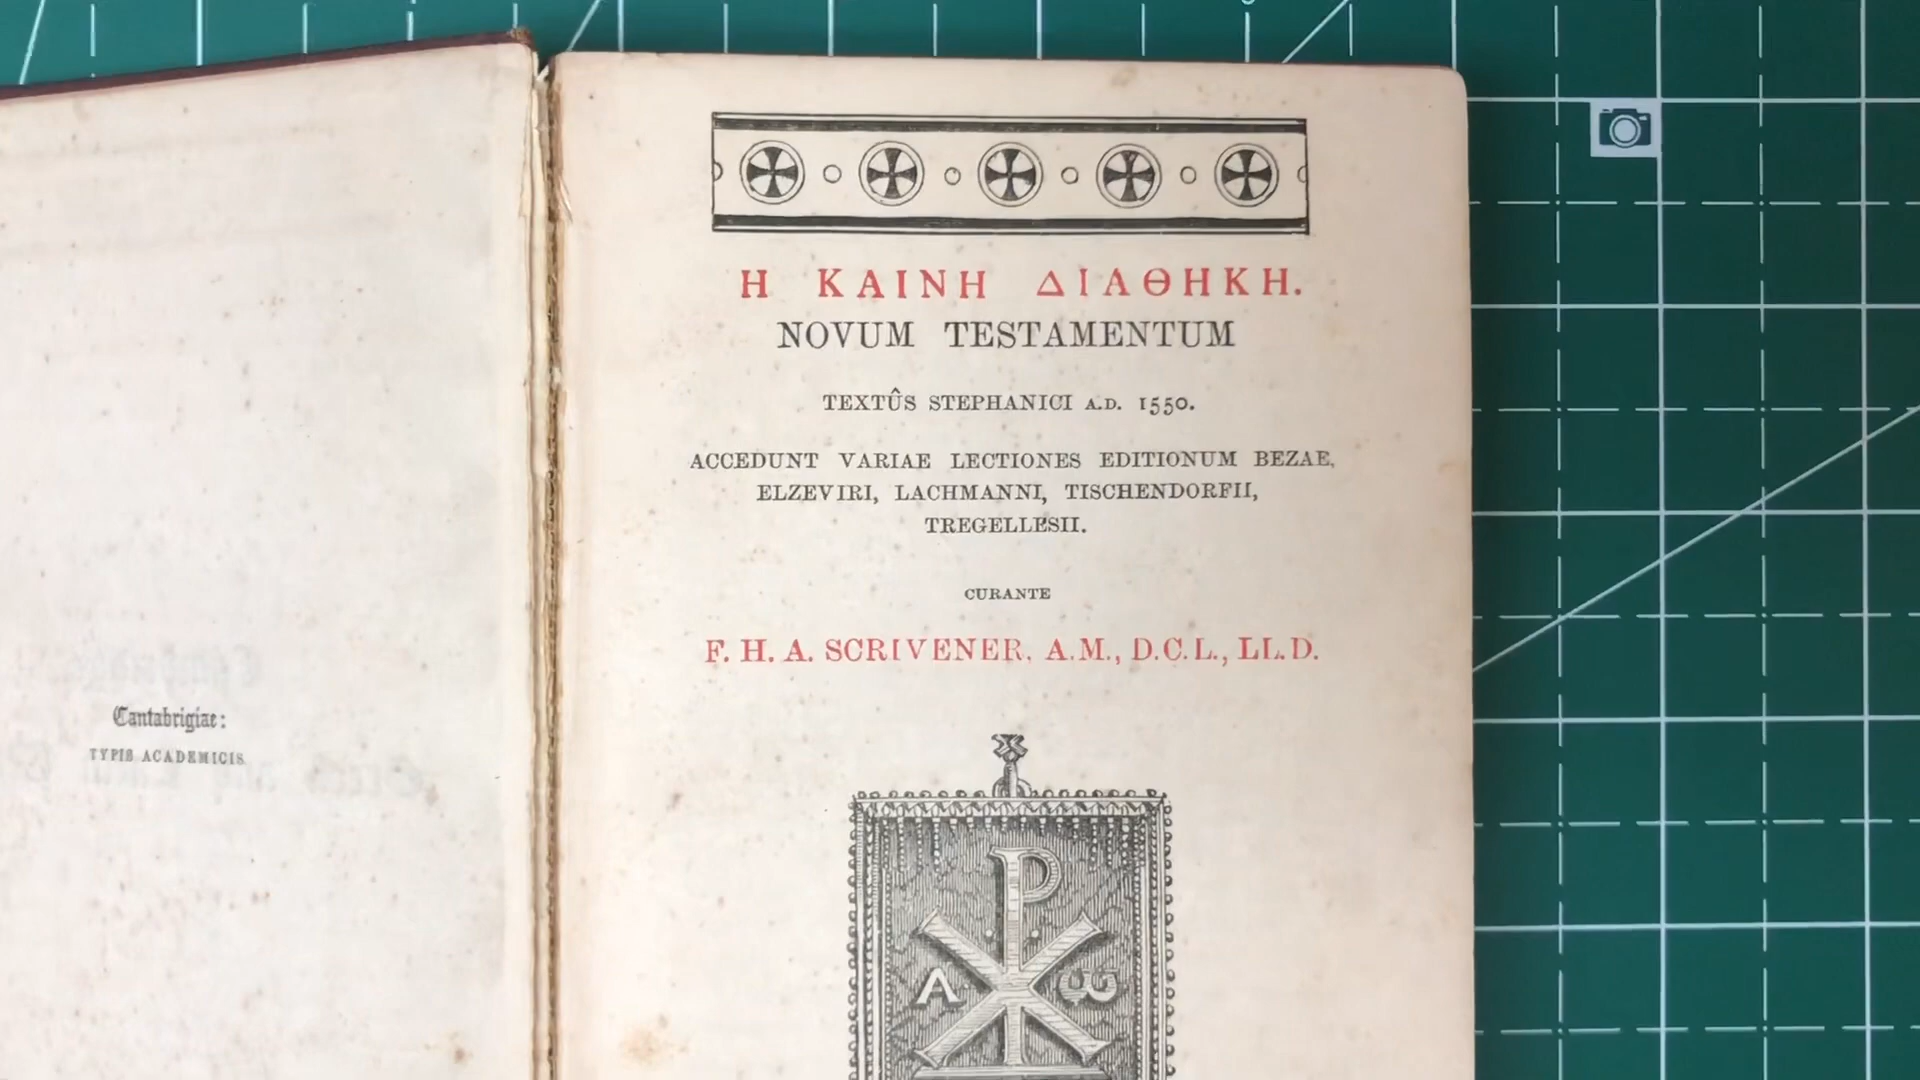 Cantabrigiae:
TYPIS ACADEMICIS
Η ΚΑΙΝΗ ΔΙΑΘΗΚΗ.
NOVUM TESTAMENTUM
TEXTÛS STEPHANICI A.D. 1550.
ACCEDUNT VARIAE LECTIONES EDITIONUM BEZAE,
ELZEVIRI, LACHMANNI, TISCHENDORFII,
TREGELLESII.
CURANTE
F. H. A. SCRIVENER, A.M., D.C.L., LL.D.
Ρ
Χ
Α ω